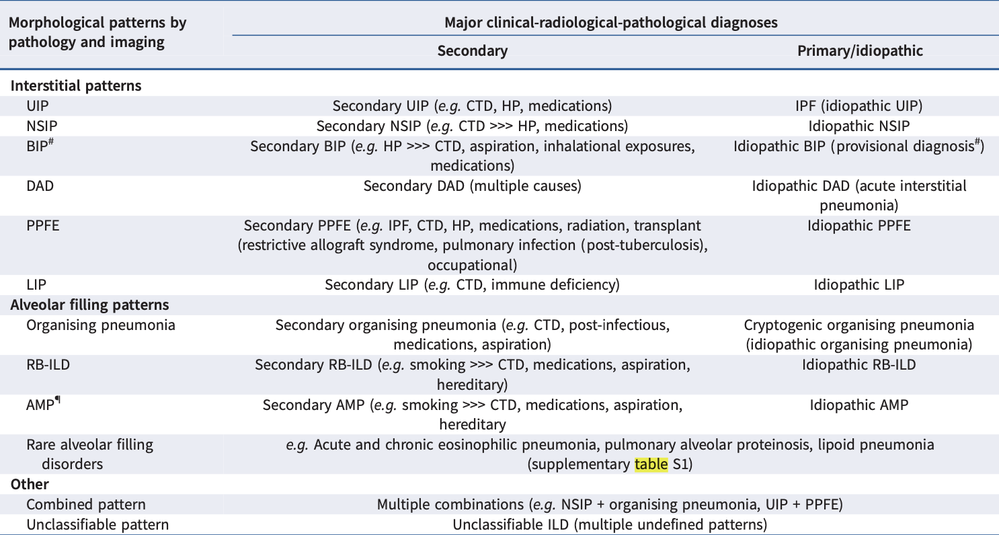 Morphological patterns by
pathology and imaging
Major clinical-radiological-pathological diagnoses
Secondary
Primary/idiopathic
Interstitial patterns
UIP
Secondary UIP (e.g. CTD, HP, medications)
IPF (idiopathic UIP)
NSIP
Secondary NSIP (e.g. CTD >>> HP, medications)
Idiopathic NSIP
BIP#
Secondary BIP (e.g. HP >>> CTD, aspiration, inhalational exposures,
medications)
Idiopathic BIP (provisional diagnosis#)
DAD
Secondary DAD (multiple causes)
Idiopathic DAD (acute interstitial
pneumonia)
PPFE
Secondary PPFE (e.g. IPF, CTD, HP, medications, radiation, transplant
(restrictive allograft syndrome, pulmonary infection (post-tuberculosis),
occupational)
Idiopathic PPFE
LIP
Secondary LIP (e.g. CTD, immune deficiency)
Idiopathic LIP
Alveolar filling patterns
Organising pneumonia
Secondary organising pneumonia (e.g. CTD, post-infectious,
medications, aspiration)
Cryptogenic organising pneumonia
(idiopathic organising pneumonia)
RB-ILD
Secondary RB-ILD (e.g. smoking >>> CTD, medications, aspiration,
hereditary)
Idiopathic RB-ILD
AMP¶
Secondary AMP (e.g. smoking >>> CTD, medications, aspiration,
hereditary
Idiopathic AMP
Rare alveolar filling
disorders
e.g. Acute and chronic eosinophilic pneumonia, pulmonary alveolar proteinosis, lipoid pneumonia
(supplementary table S1)
Other
Combined pattern
Multiple combinations (e.g. NSIP + organising pneumonia, UIP + PPFE)
Unclassifiable pattern
Unclassifiable ILD (multiple undefined patterns)